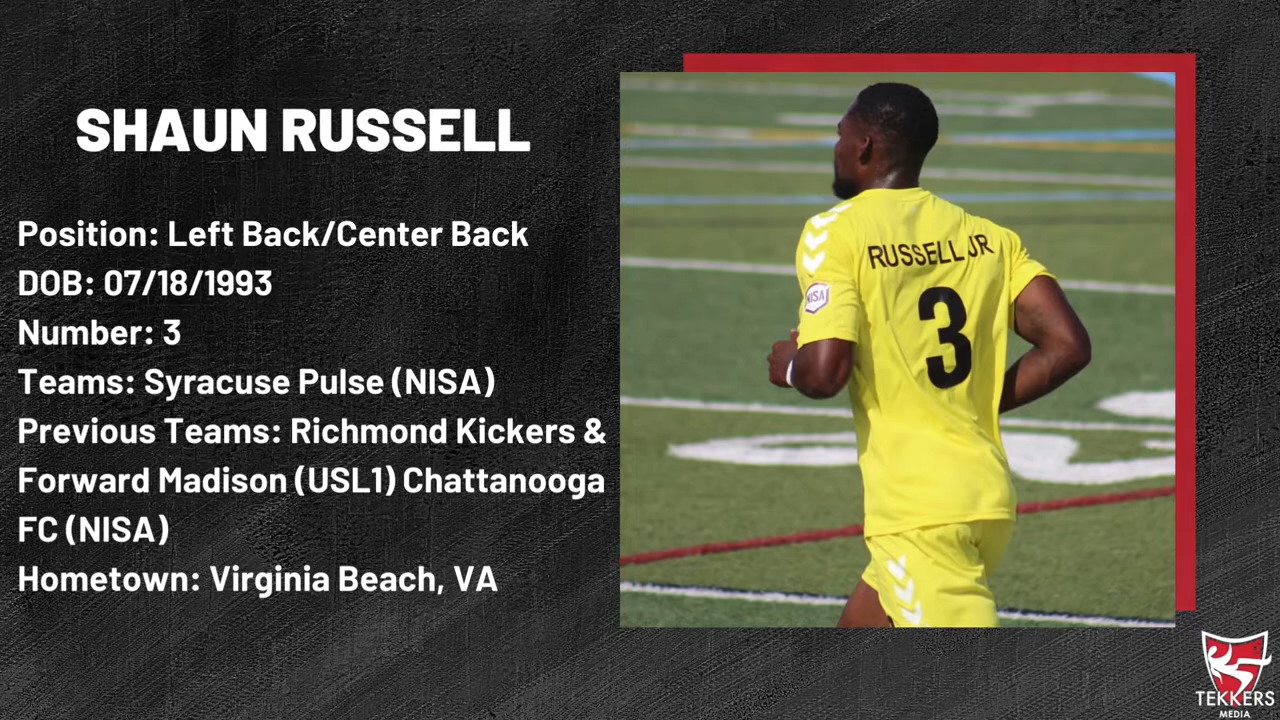 SHAUN RUSSELL
Position: Left Back/Center Back
DOB: 07/18/1993
Number: 3
Teams: Syracuse Pulse (NISA)
Previous Teams: Richmond Kickers &
Forward Madison (USL1) Chattanooga
FC (NISA)
Hometown: Virginia Beach, VA
RUSSELL JR
NISA
3
TEKKERS
MEDIA